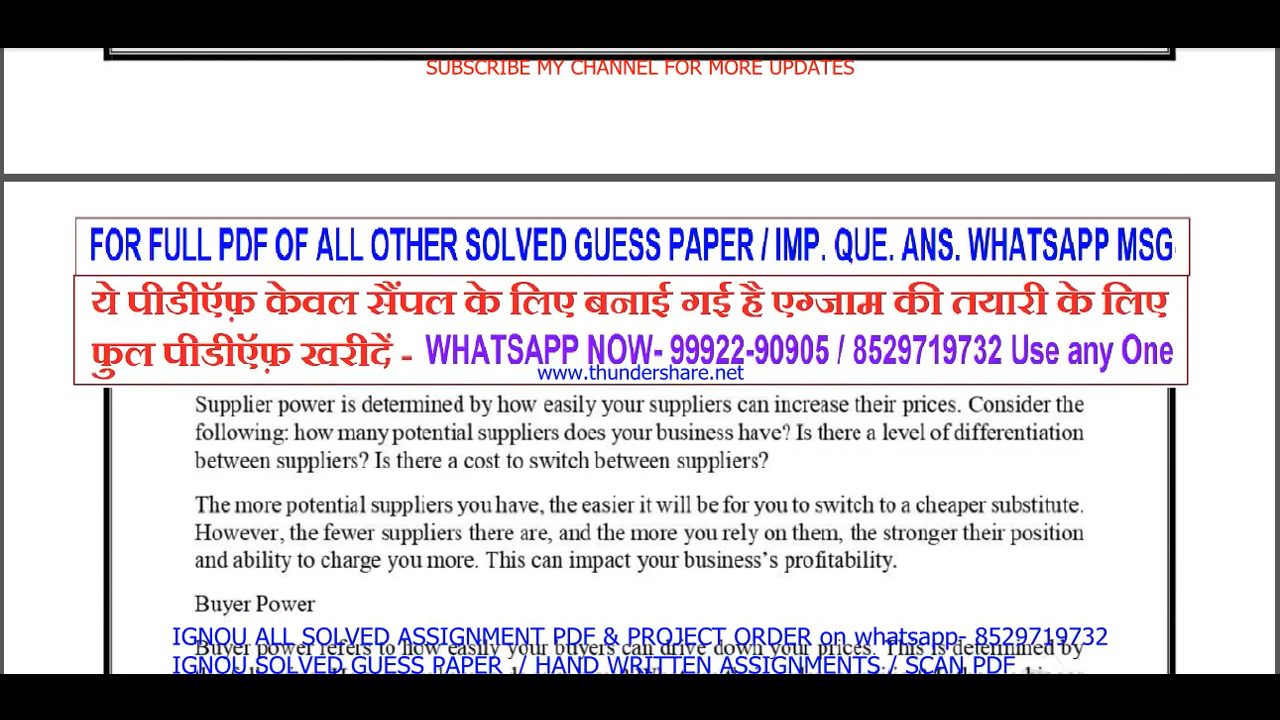 SUBSCRIBE MY CHANNEL FOR MORE UPDATES
FOR FULL PDF OF ALL OTHER SOLVED GUESS PAPER / IMP. QUE. ANS. WHATSAPP MSG
ये पीडीऍफ़ केवल सैंपल के लिए बनाई गई है एग्जाम की तयारी के लिए
फुल पीडीऍफ़ खरीदें - WHATSAPP NOW- 99922-90905 / 8529719732 Use any One
www.thundershare.net
Supplier power is determined by how easily your suppliers can increase their prices. Consider the
following: how many potential suppliers does your business have? Is there a level of differentiation
between suppliers? Is there a cost to switch between suppliers?
The more potential suppliers you have, the easier it will be for you to switch to a cheaper substitute.
However, the fewer suppliers there are, and the more you rely on them, the stronger their position
and ability to charge you more. This can impact your business’s profitability.
Buyer Power
IGNOU ALL SOLVED ASSIGNMENT PDF & PROJECT ORDER on whatsapp- 8529719732
Buyer power refers to how easily your buyers can drive down your prices. This is determined by
IGNOU SOLVED GUESS PAPER / HAND WRITTEN ASSIGNMENTS / SCAN PDF